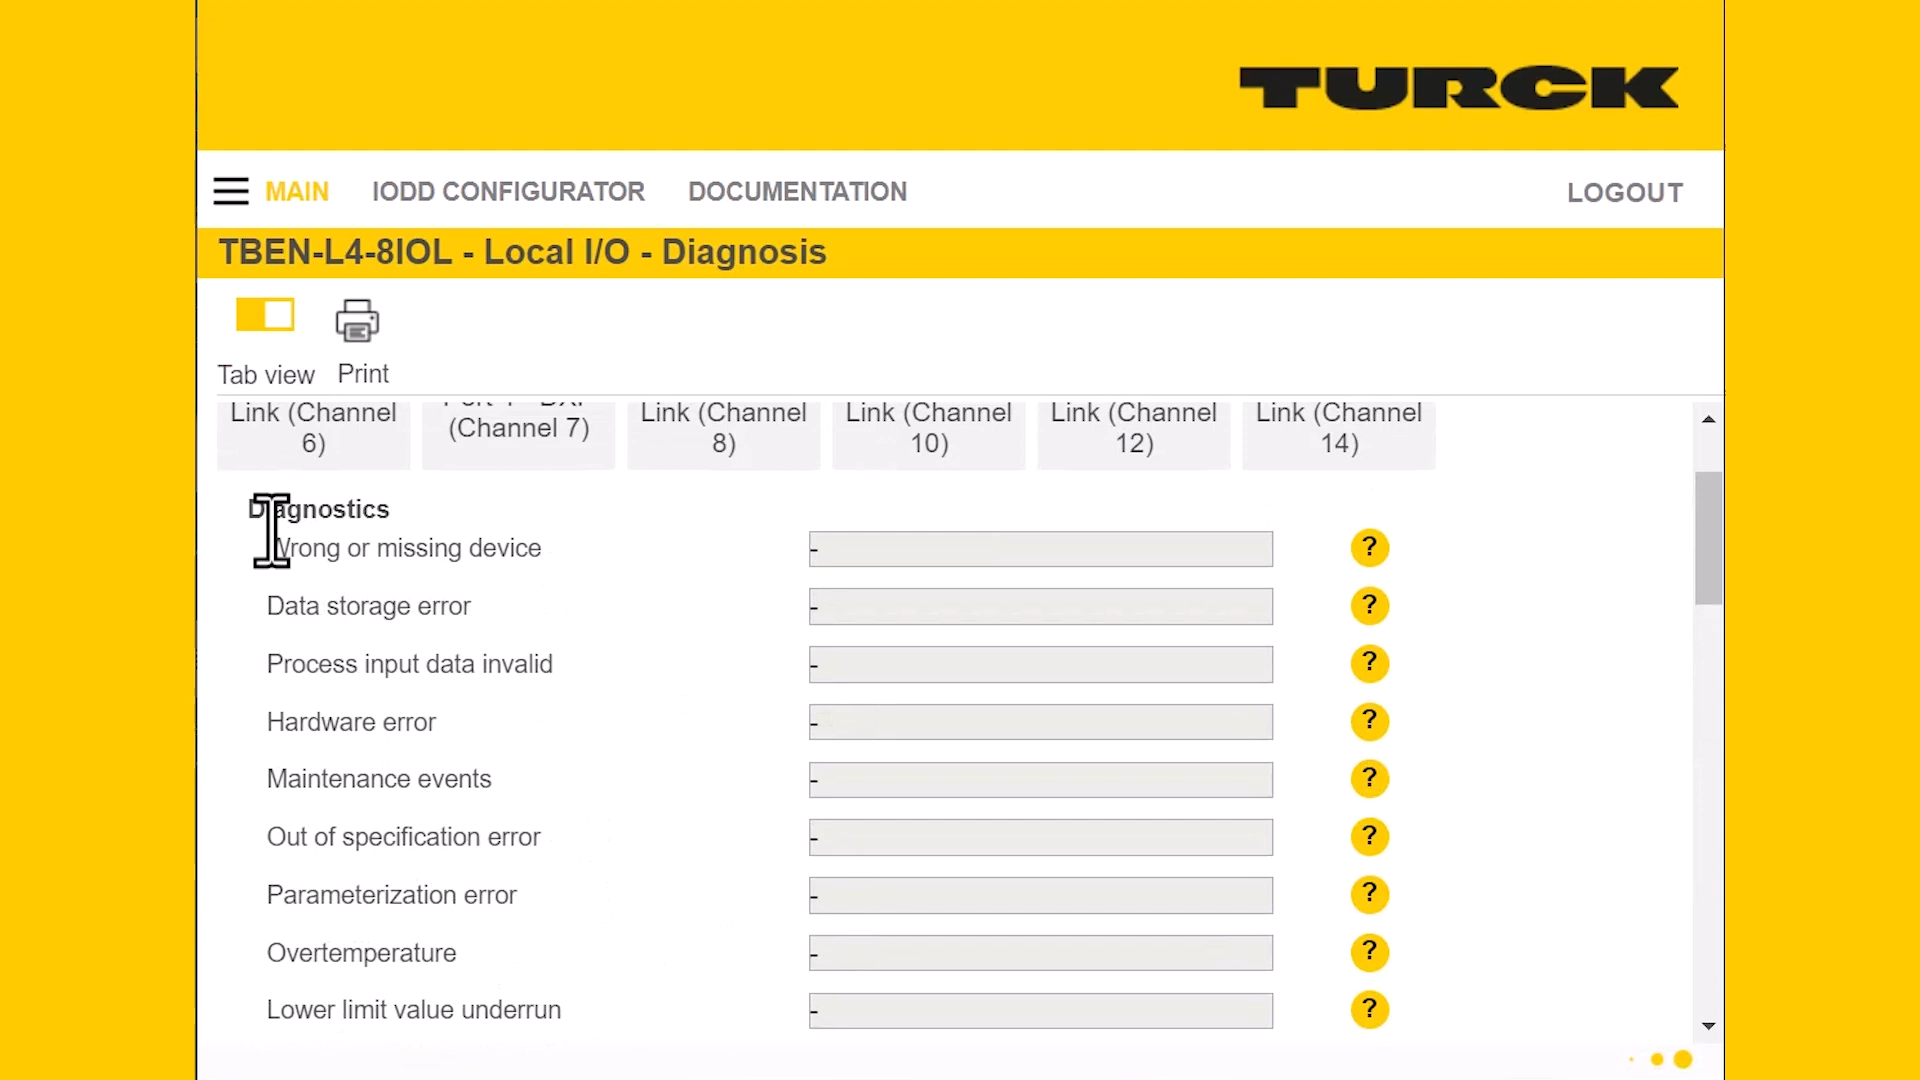 TURCK
MAIN IODD CONFIGURATOR DOCUMENTATION LOGOUT
TBEN-L4-8IOL - Local I/O - Diagnosis
Tab view Print
Link (Channel 6)
(Channel 7)
Link (Channel 8)
Link (Channel 10)
Link (Channel 12)
Link (Channel 14)
Diagnostics
Wrong or missing device - ?
Data storage error - ?
Process input data invalid - ?
Hardware error - ?
Maintenance events - ?
Out of specification error - ?
Parameterization error - ?
Overtemperature - ?
Lower limit value underrun - ?